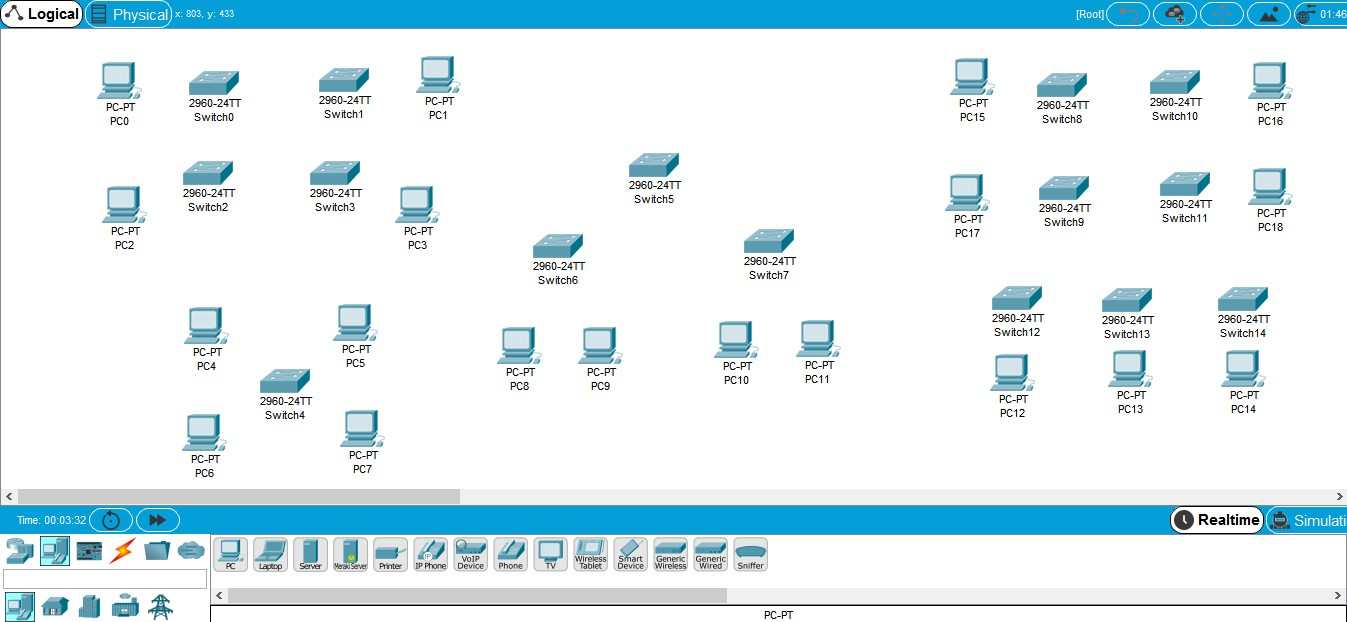 Logical
Physical
x: 803, y: 433
[Root]
01:46
PC-PT
PC0
2960-24TT
Switch0
2960-24TT
Switch1
PC-PT
PC1
PC-PT
PC15
2960-24TT
Switch8
2960-24TT
Switch10
PC-PT
PC16
PC-PT
PC2
2960-24TT
Switch2
2960-24TT
Switch3
PC-PT
PC3
2960-24TT
Switch5
PC-PT
PC17
2960-24TT
Switch9
2960-24TT
Switch11
PC-PT
PC18
2960-24TT
Switch6
2960-24TT
Switch7
2960-24TT
Switch12
2960-24TT
Switch13
2960-24TT
Switch14
PC-PT
PC4
PC-PT
PC5
PC-PT
PC8
PC-PT
PC9
PC-PT
PC10
PC-PT
PC11
PC-PT
PC12
PC-PT
PC13
PC-PT
PC14
2960-24TT
Switch4
PC-PT
PC6
PC-PT
PC7
Time: 00:03:32
Realtime
Simulati
PC
Laptop
Server
Meraki Server
Printer
IP
IP Phone
VoIP
Device
Phone
TV
Wireless
Tablet
Smart
Device
Generic
Wireless
Generic
Wired
Sniffer
PC-PT